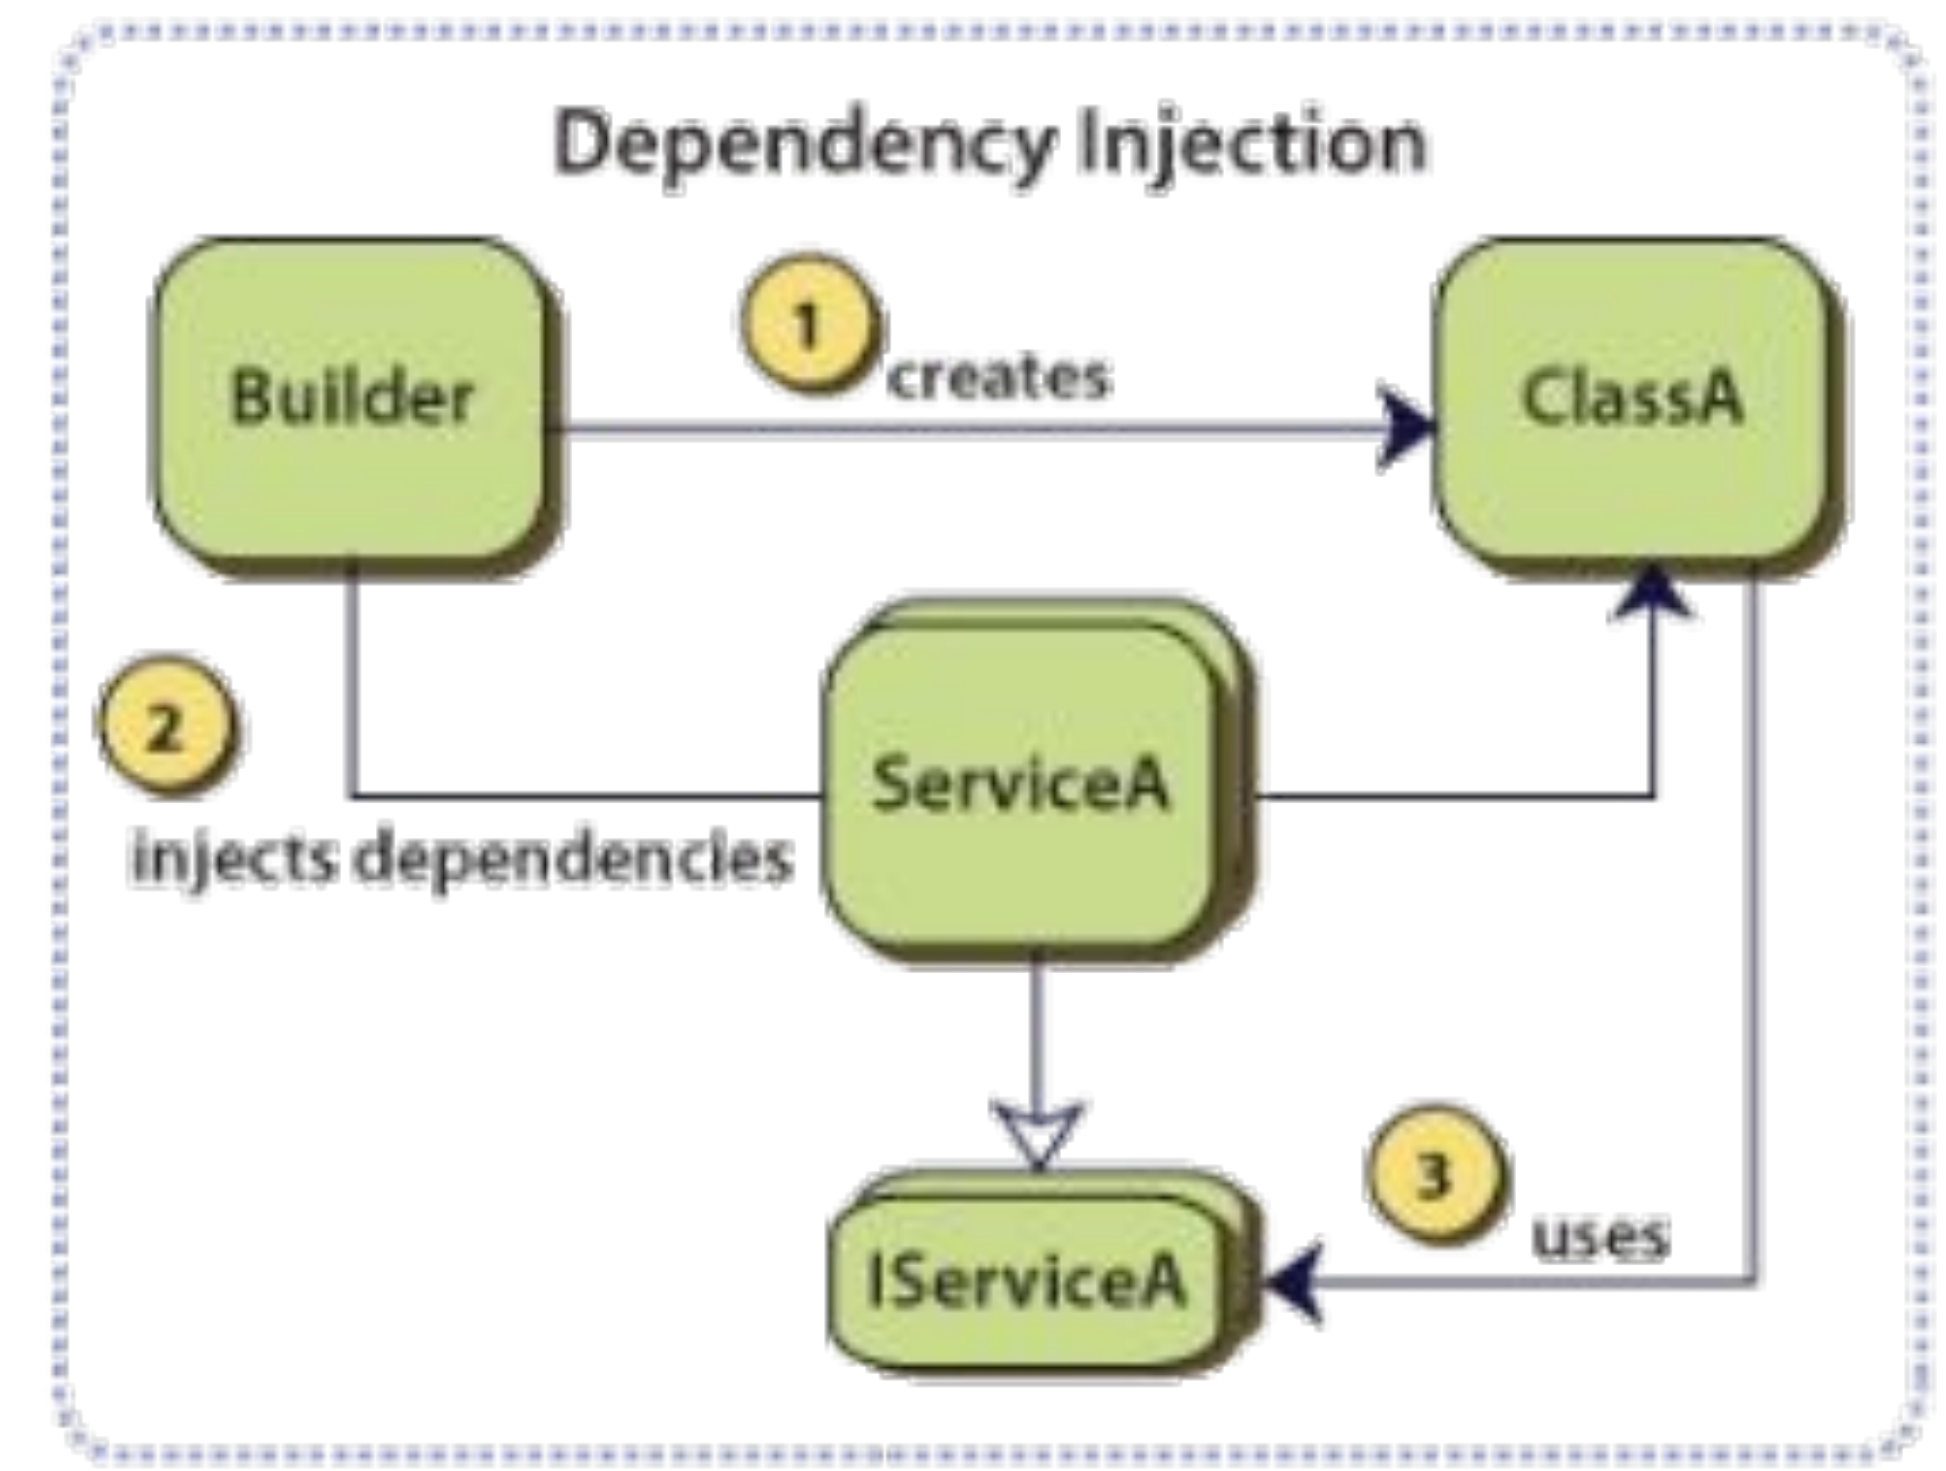 Dependency Injection
Builder
1
creates
ClassA
2
injects dependencies
ServiceA
3
uses
IServiceA